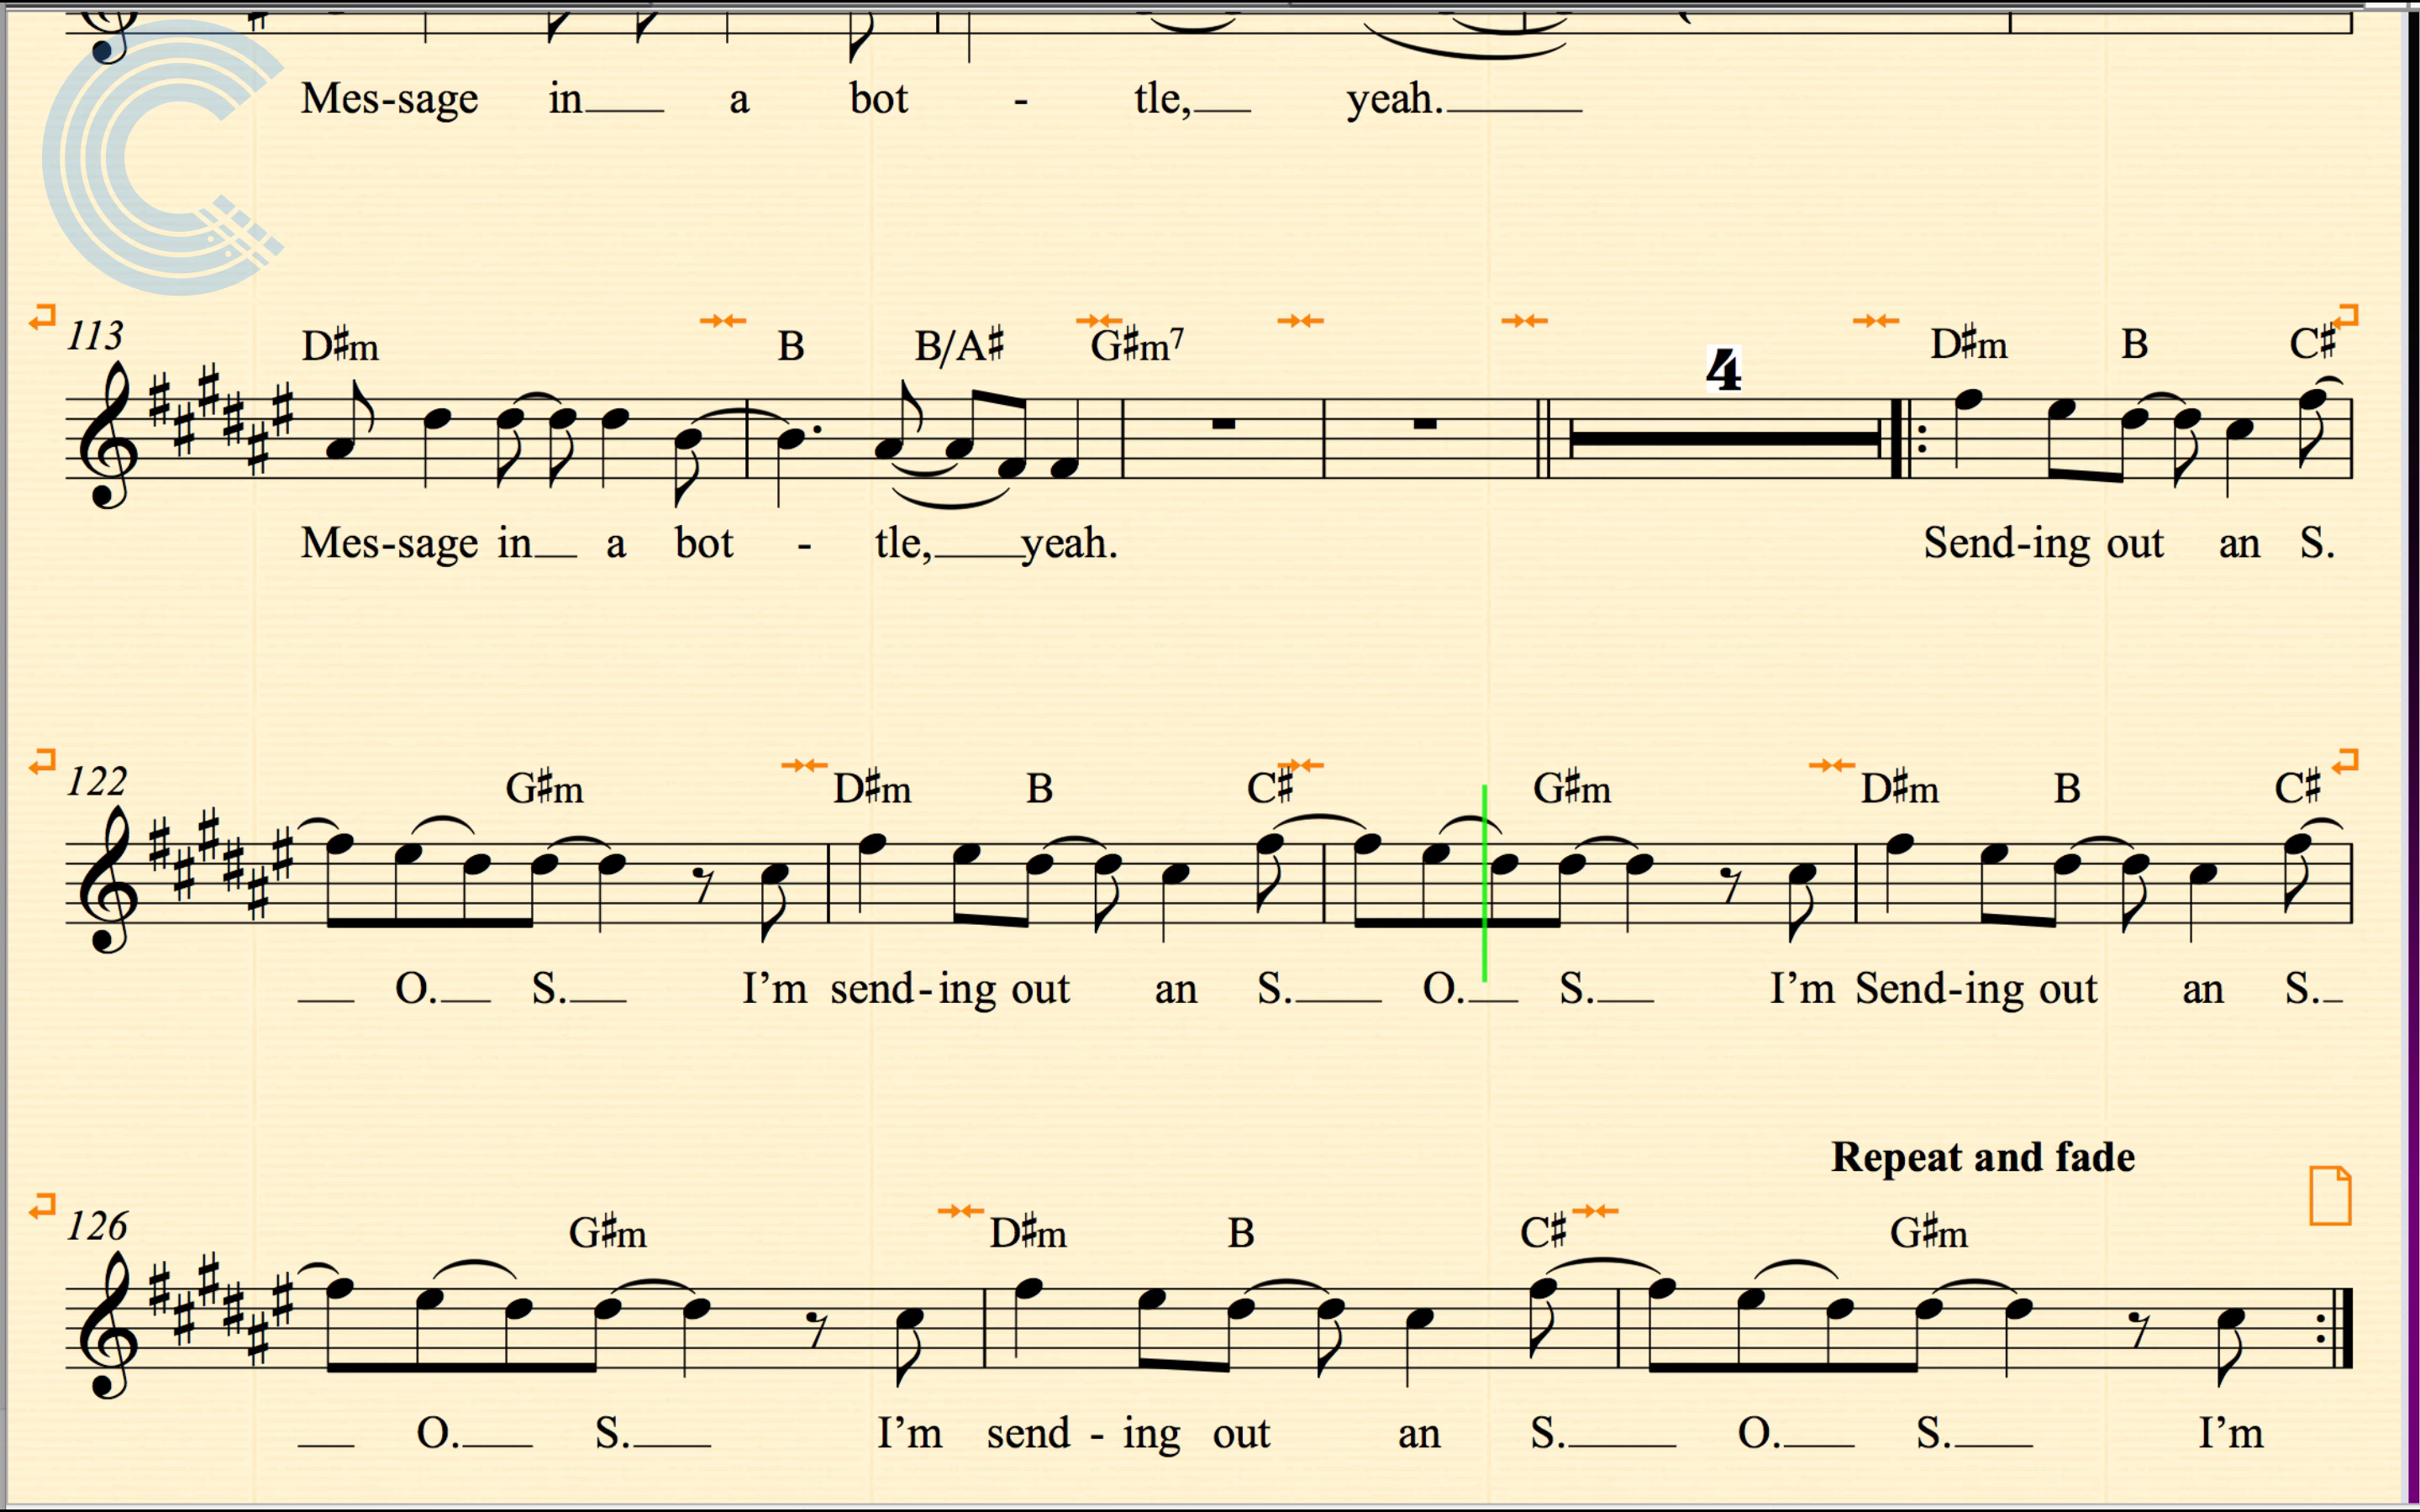 Mes-sage in a bot - tle, yeah.
113 D♯m B B/A♯ G♯m7 4 D♯m B C♯
Mes-sage in a bot - tle, yeah. Send-ing out an S.
122 G♯m D♯m B C♯ G♯m D♯m B C♯
O. S. I’m send-ing out an S. O. S. I’m Send-ing out an S.
Repeat and fade
126 G♯m D♯m B C♯ G♯m
O. S. I’m send - ing out an S. O. S. I’m